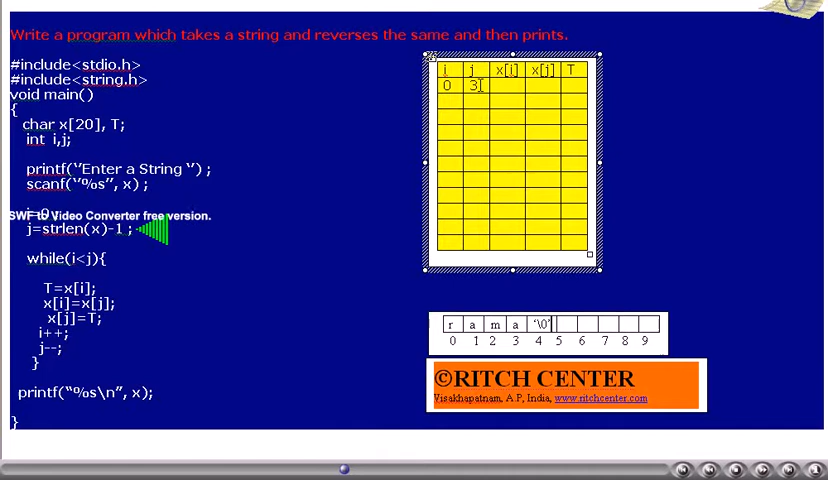 Write a program which takes a string and reverses the same and then prints.
#include<stdio.h>
#include<string.h>
void main()
{
char x[20], T;
int i,j;
printf("Enter a String ") ;
scanf("%s", x) ;
SWF to Video Converter free version.
j=strlen(x)-1 ;
while(i<j){
T=x[i];
x[i]=x[j];
x[j]=T;
i++;
j--;
}
printf("%s\n", x);
}
i j x[i] x[j] T
0 3
r a m a '\0'
0 1 2 3 4 5 6 7 8 9
©RITCH CENTER
Visakhapatnam, A.P, India, www.ritchcenter.com